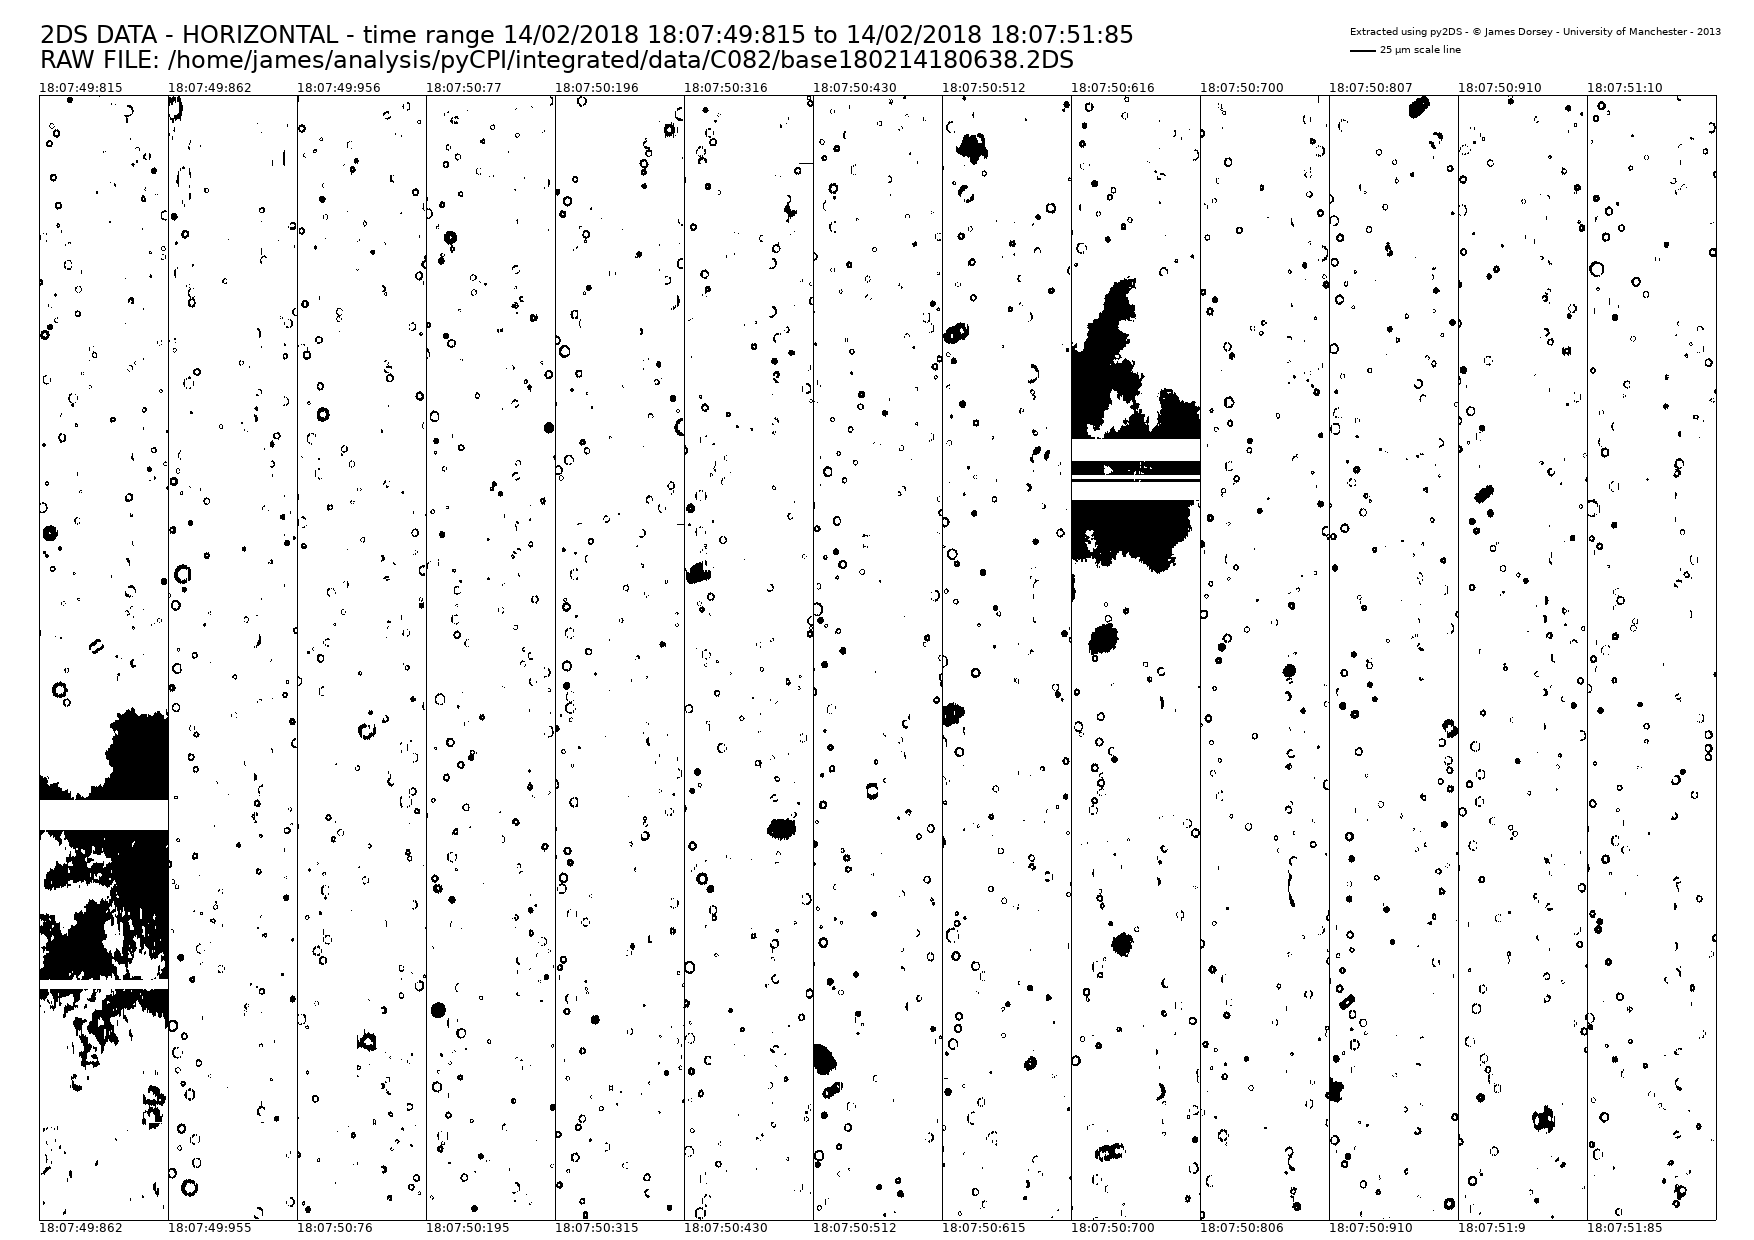 2DS DATA - HORIZONTAL - time range 14/02/2018 18:07:49:815 to 14/02/2018 18:07:51:85
RAW FILE: /home/james/analysis/pyCPI/integrated/data/C082/base180214180638.2DS
Extracted using py2DS - © James Dorsey - University of Manchester - 2013
25 µm scale line
18:07:49:815 18:07:49:862 18:07:49:956 18:07:50:77 18:07:50:196 18:07:50:316 18:07:50:430 18:07:50:512 18:07:50:616 18:07:50:700 18:07:50:807 18:07:50:910 18:07:51:10
18:07:49:862 18:07:49:955 18:07:50:76 18:07:50:195 18:07:50:315 18:07:50:430 18:07:50:512 18:07:50:615 18:07:50:700 18:07:50:806 18:07:50:910 18:07:51:9 18:07:51:85